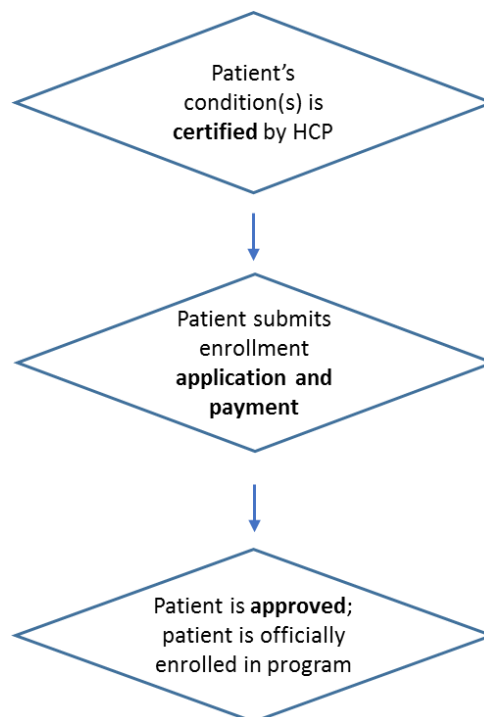 Patient’s
condition(s) is
certified by HCP
Patient submits
enrollment
application and
payment
Patient is approved;
patient is officially
enrolled in program